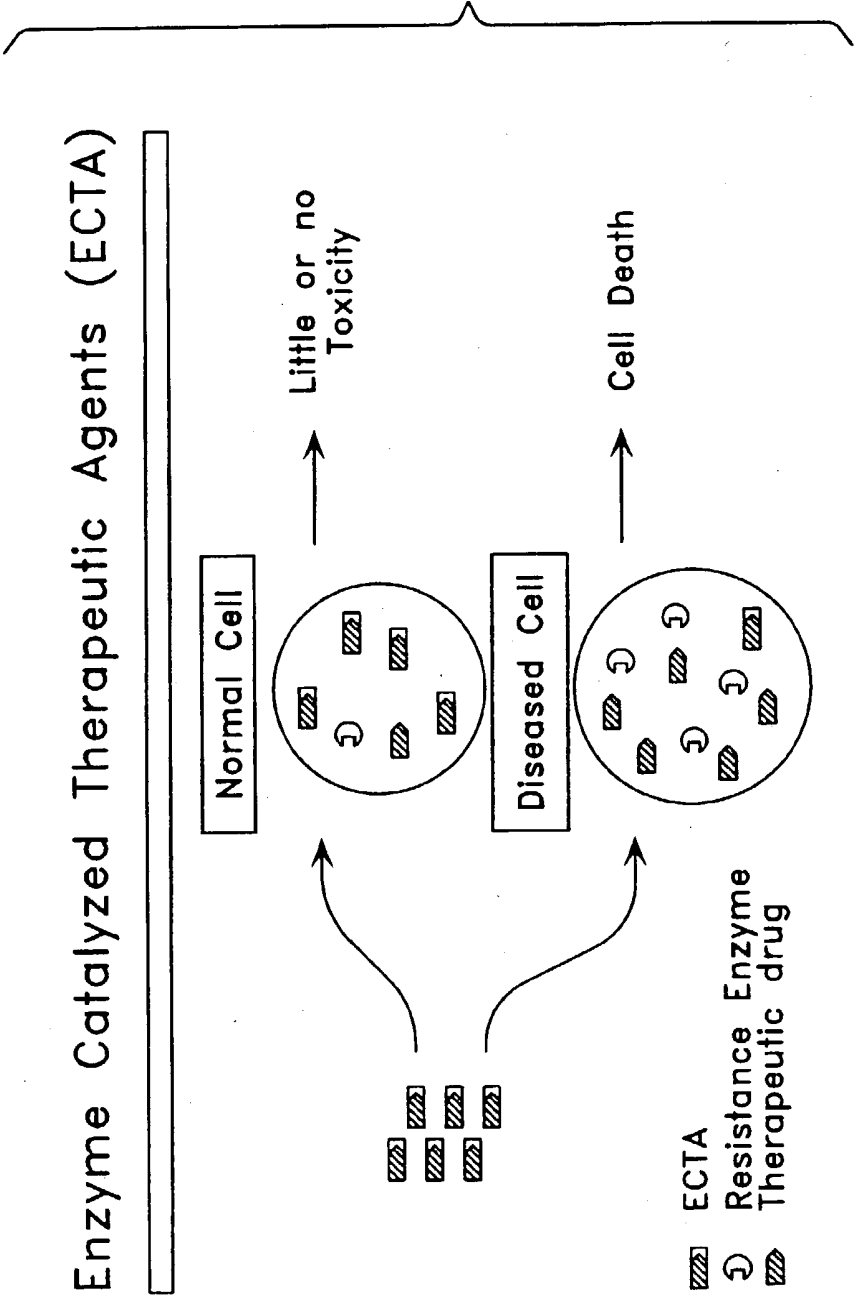 Enzyme Catalyzed Therapeutic Agents (ECTA)
Normal Cell
Little or no
Toxicity
Diseased Cell
Cell Death
ECTA
Resistance Enzyme
Therapeutic drug